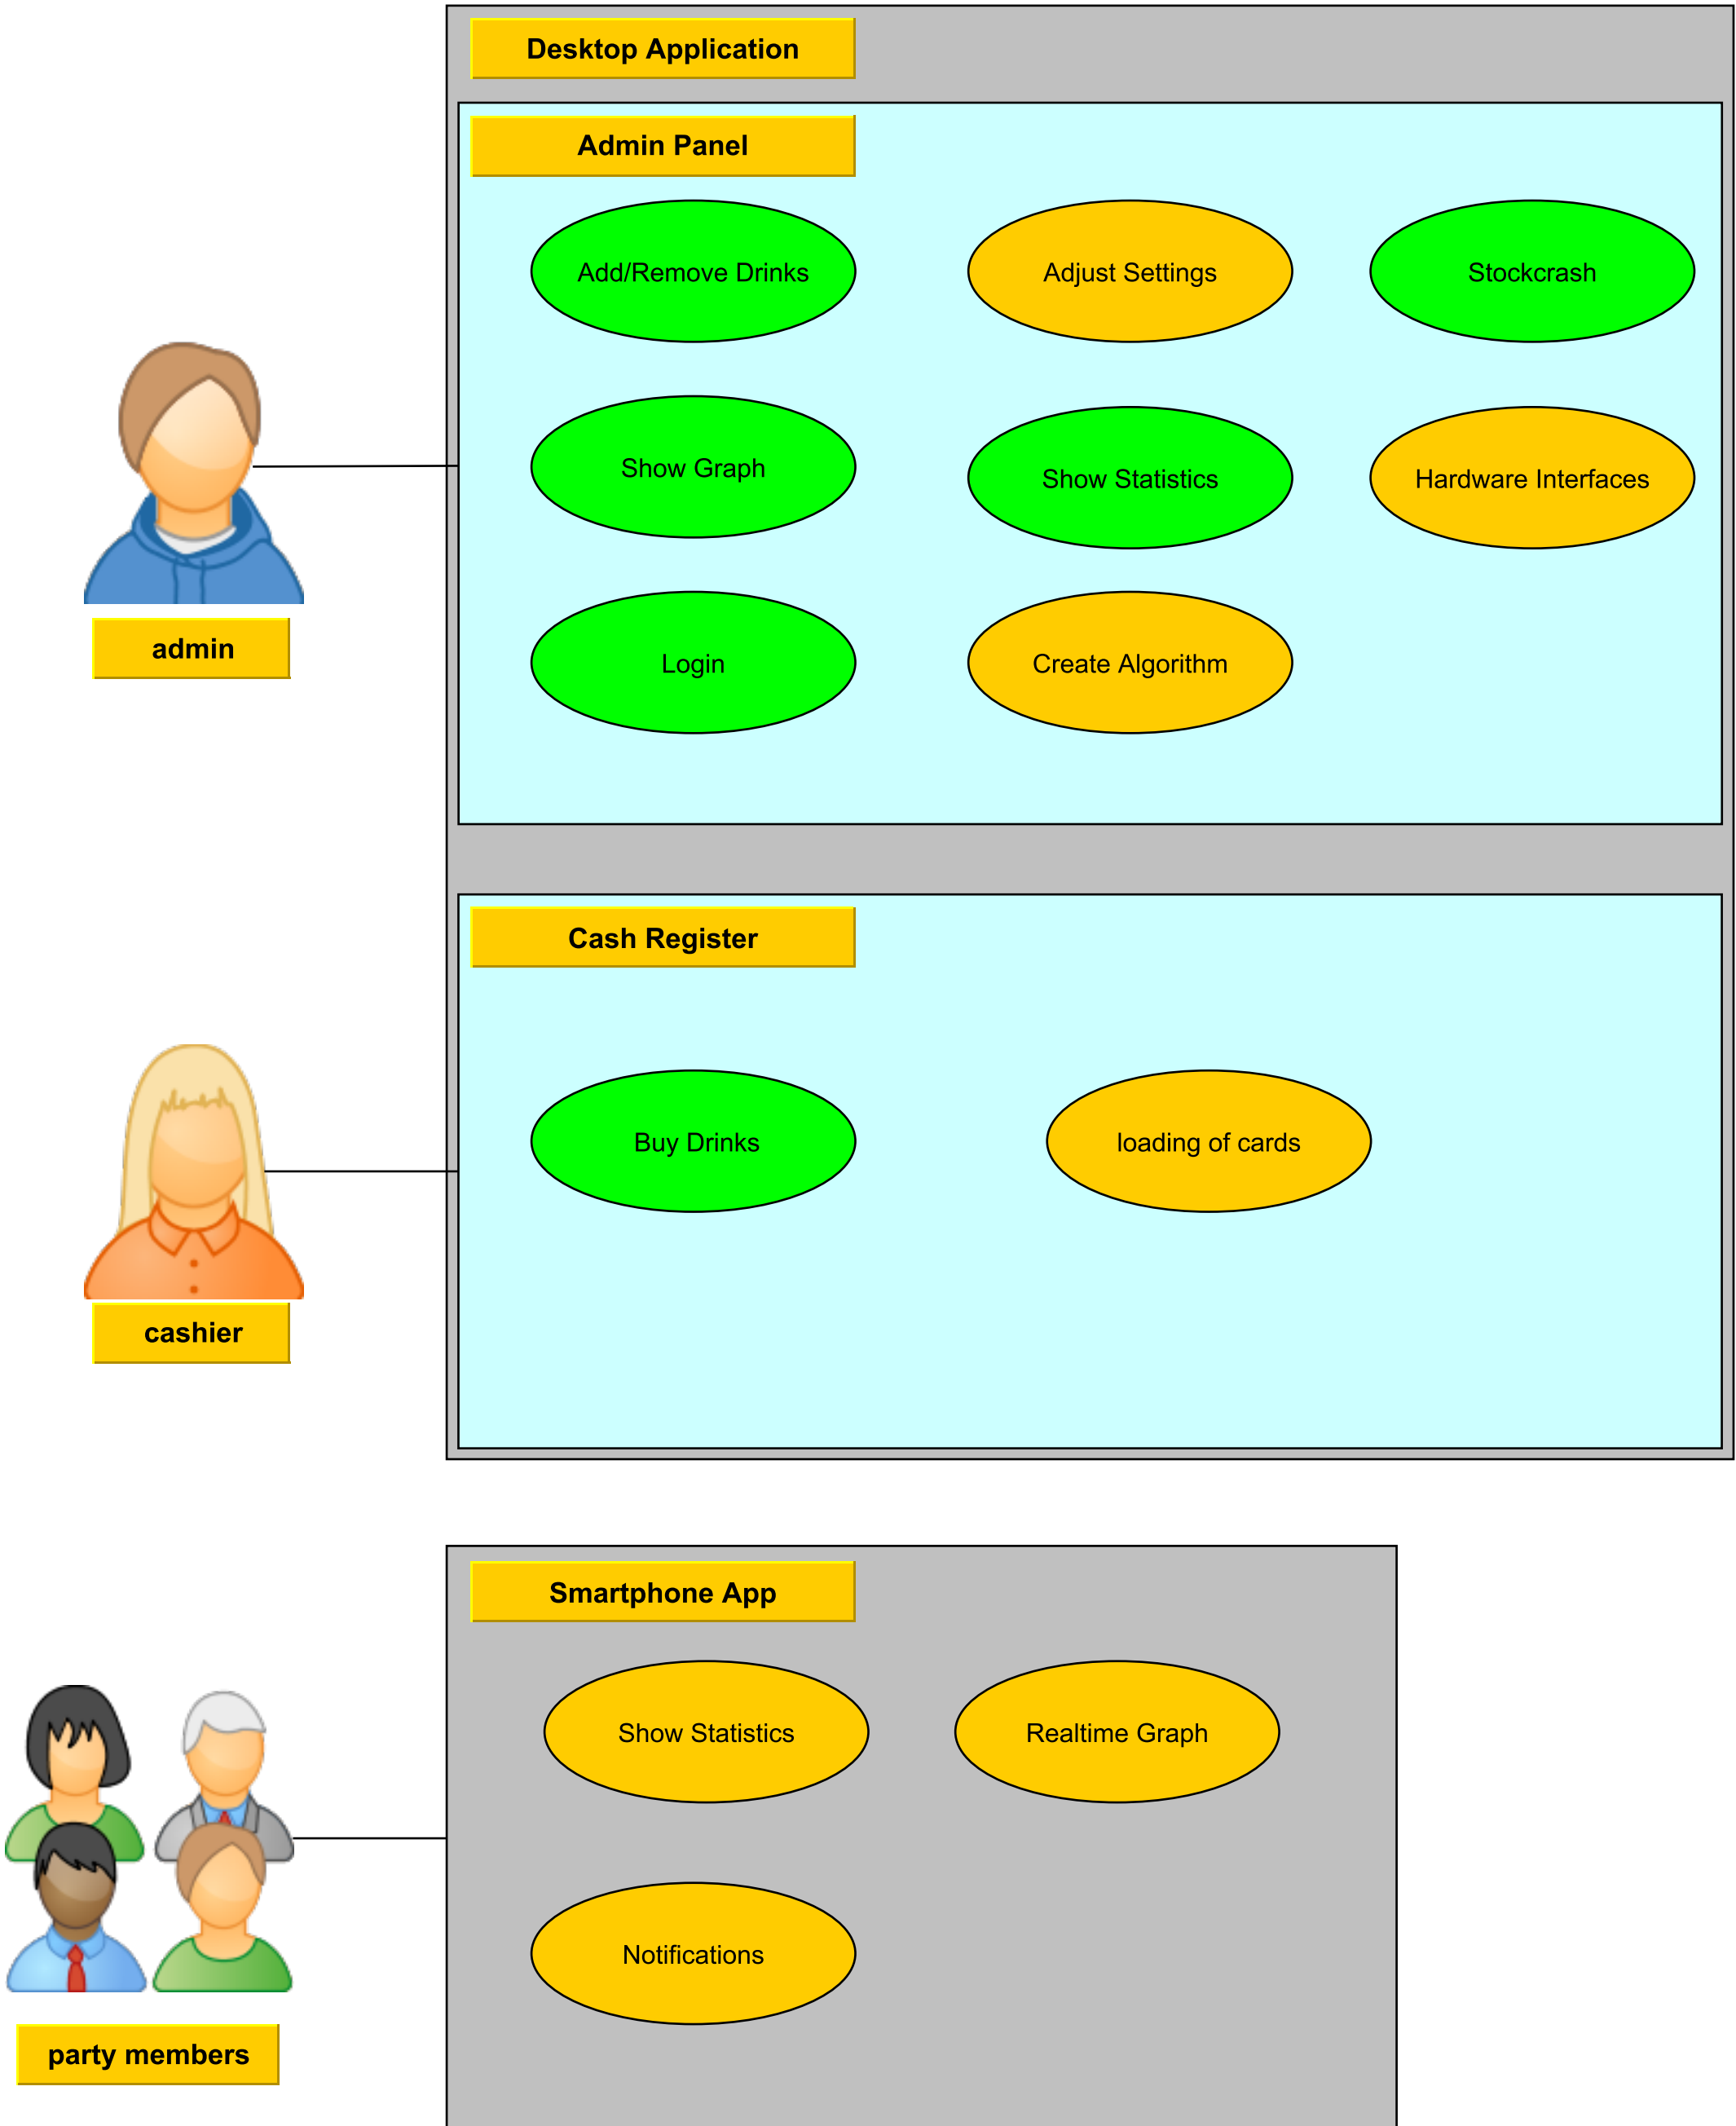 Desktop Application
Admin Panel
Add/Remove Drinks
Adjust Settings
Stockcrash
Show Graph
Show Statistics
Hardware Interfaces
admin
Login
Create Algorithm
Cash Register
Buy Drinks
loading of cards
cashier
Smartphone App
Show Statistics
Realtime Graph
Notifications
party members